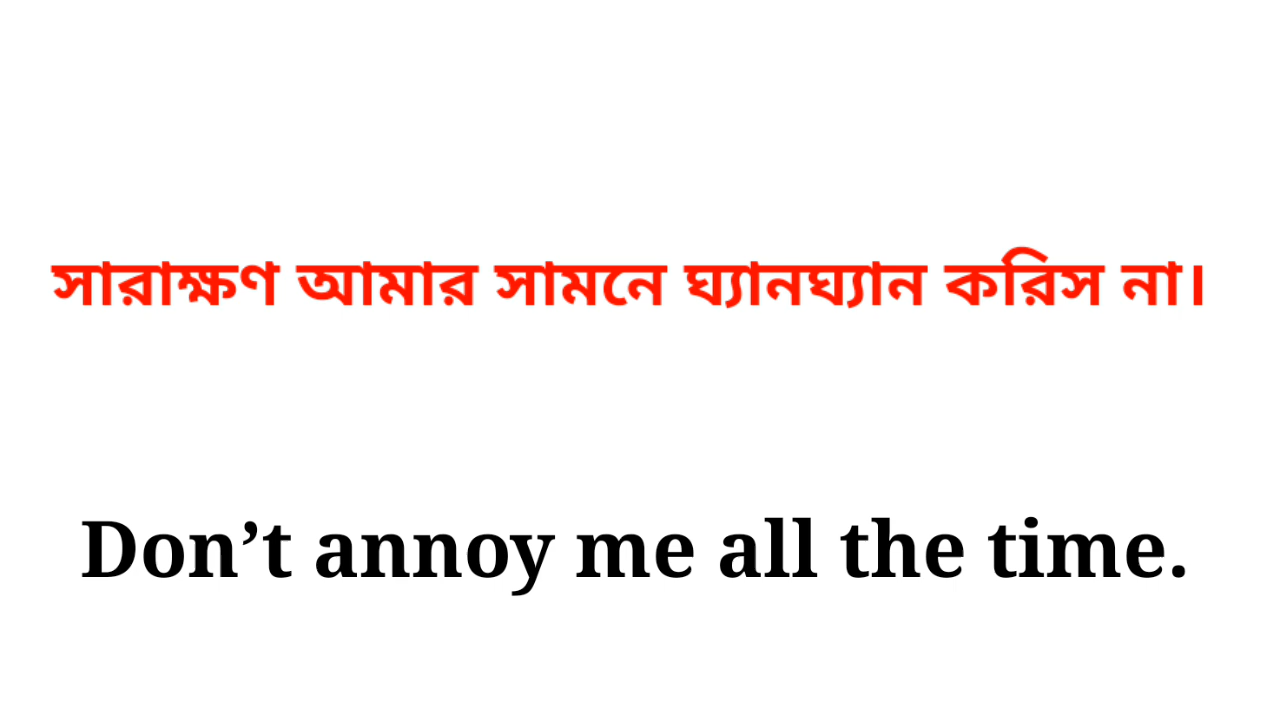 সারাক্ষণ আমার সামনে ঘ্যানঘ্যান করিস না।
Don’t annoy me all the time.